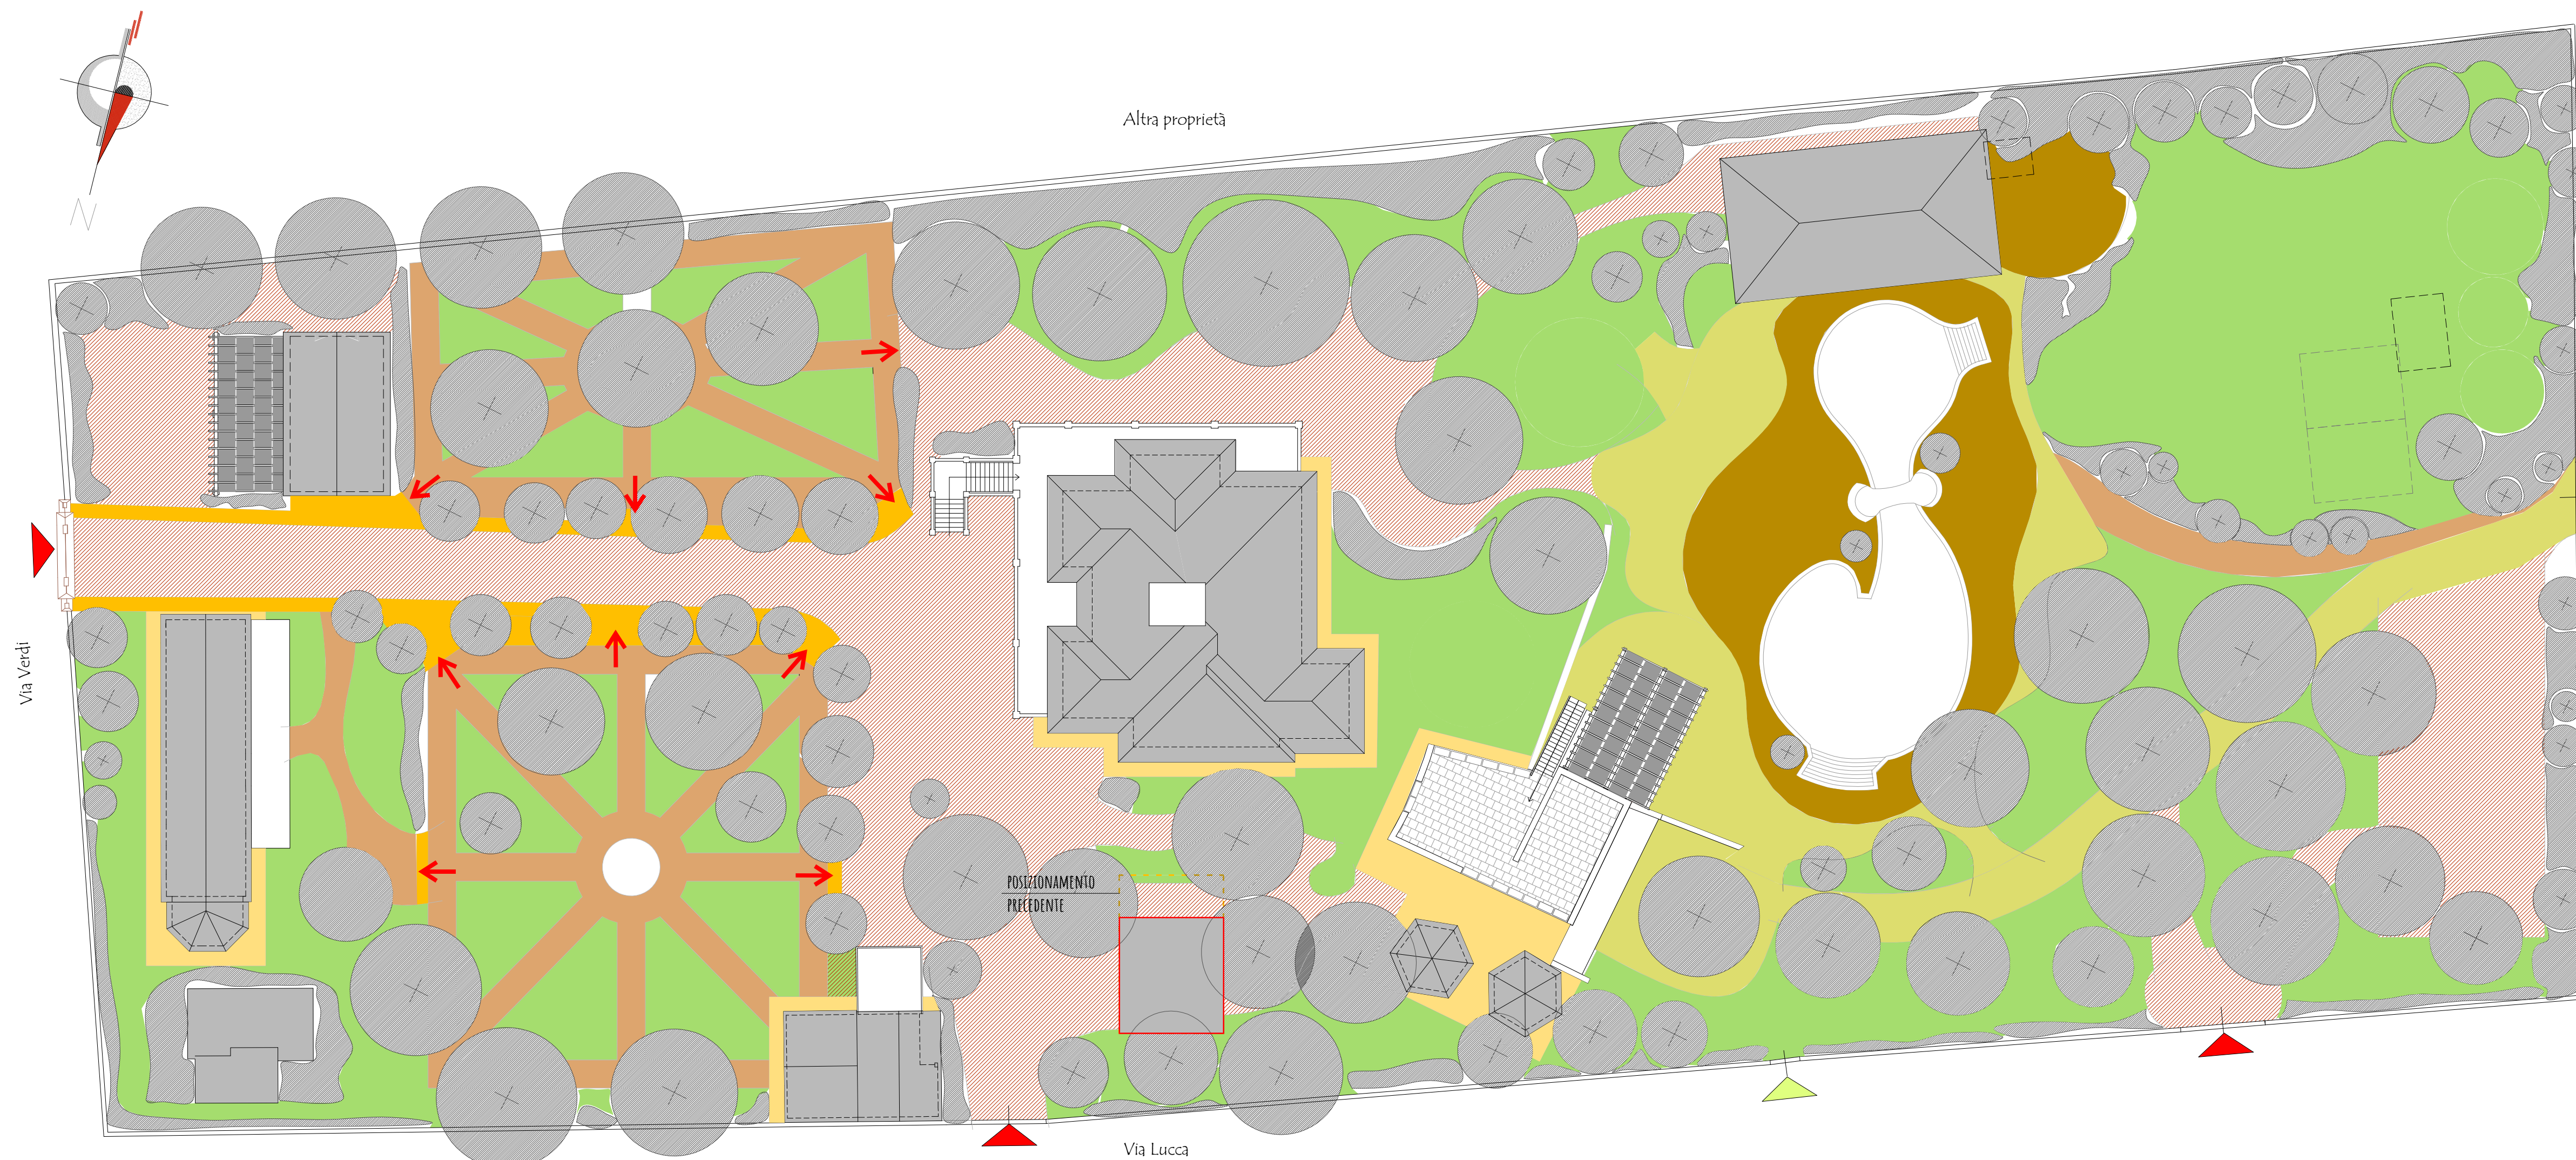 N
Altra proprietà
Via Verdi
POSIZIONAMENTO
PRECEDENTE
Via Lucca